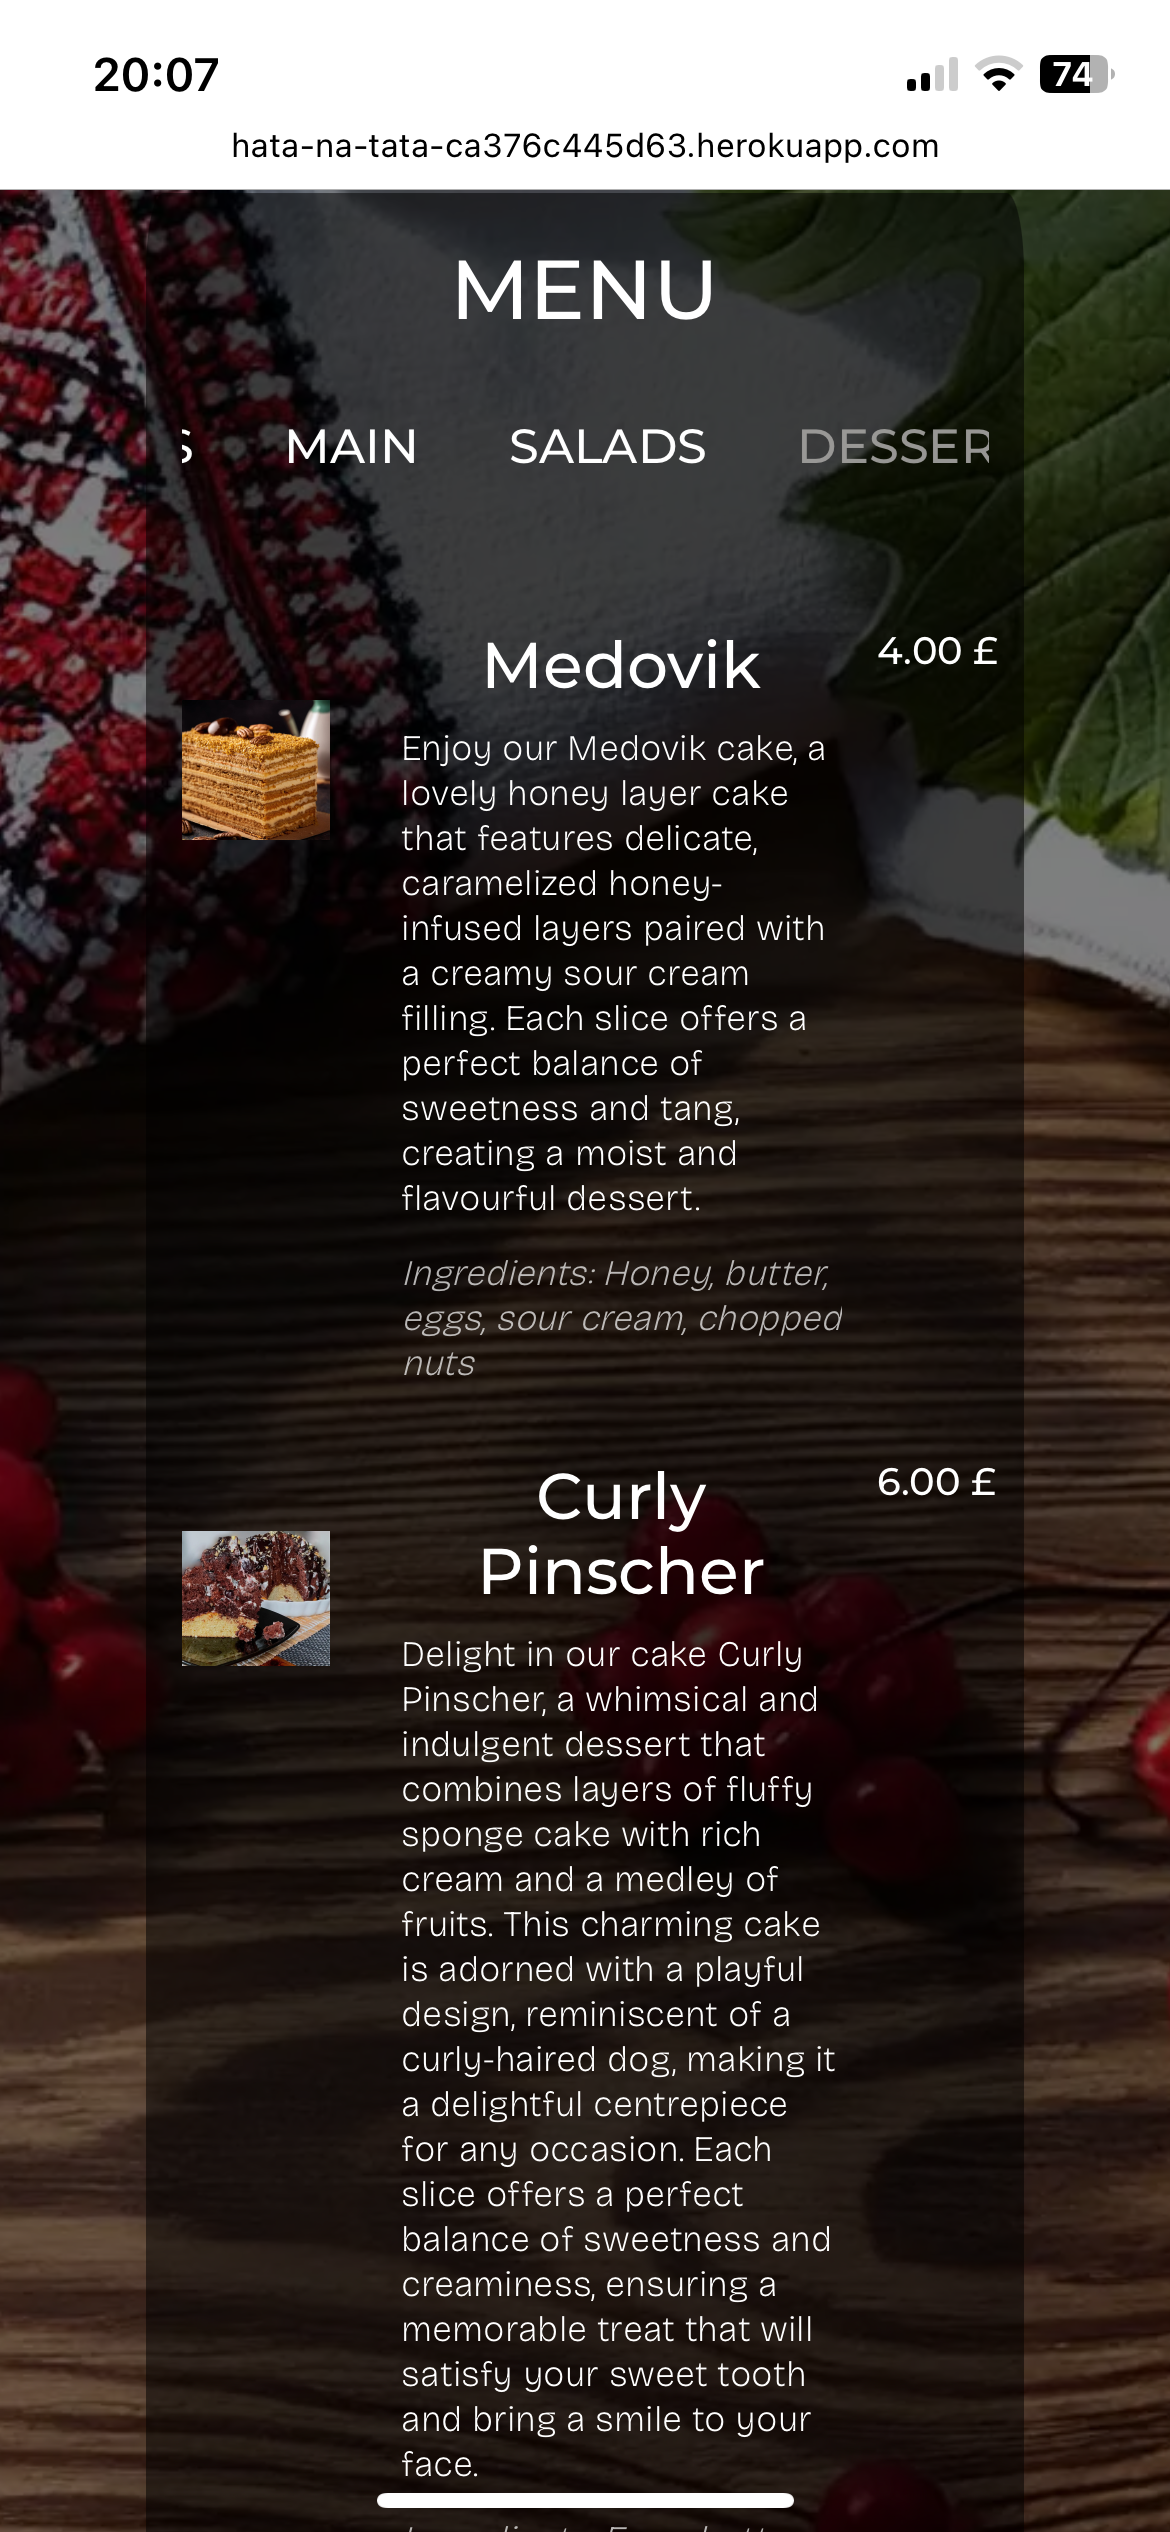 20:07
74
hata-na-tata-ca376c445d63.herokuapp.com
MENU
S MAIN SALADS DESSER
Medovik
4.00 £
Enjoy our Medovik cake, a
lovely honey layer cake
that features delicate,
caramelized honey-
infused layers paired with
a creamy sour cream
filling. Each slice offers a
perfect balance of
sweetness and tang,
creating a moist and
flavourful dessert.
Ingredients: Honey, butter,
eggs, sour cream, chopped
nuts
Curly
Pinscher
6.00 £
Delight in our cake Curly
Pinscher, a whimsical and
indulgent dessert that
combines layers of fluffy
sponge cake with rich
cream and a medley of
fruits. This charming cake
is adorned with a playful
design, reminiscent of a
curly-haired dog, making it
a delightful centrepiece
for any occasion. Each
slice offers a perfect
balance of sweetness and
creaminess, ensuring a
memorable treat that will
satisfy your sweet tooth
and bring a smile to your
face.